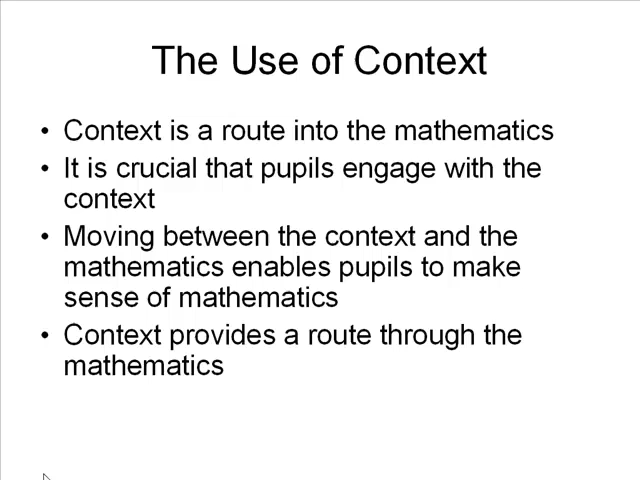 The Use of Context
• Context is a route into the mathematics
• It is crucial that pupils engage with the
context
• Moving between the context and the
mathematics enables pupils to make
sense of mathematics
• Context provides a route through the
mathematics